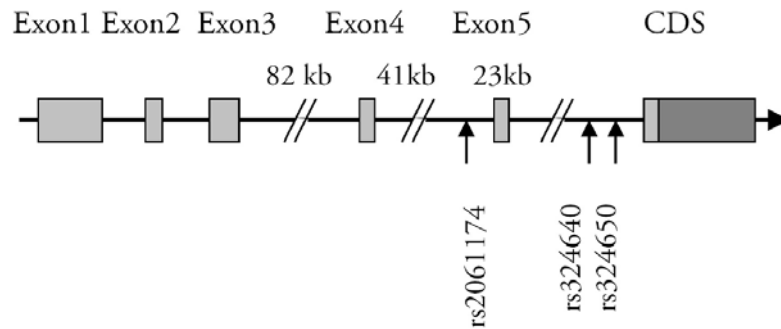 Exon1 Exon2 Exon3 Exon4 Exon5 CDS
82 kb 41kb 23kb
rs2061174
rs324640
rs324650